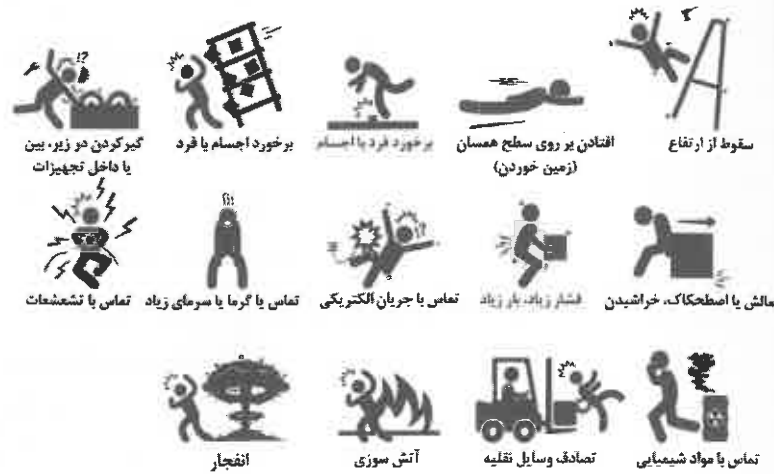 سقوط از ارتفاع
افتادن بر روی سطح همسان
(زمین خوردن)
برخورد فرد با اجسام
برخورد اجسام با فرد
گیرکردن دو زیر، بین
یا داخل تجهیزات
مالش یا اصطحکاک، خراشیدن
فشار زیاد، بار زیاد
تماس با جریان الکتریکی
تماس با گرما یا سرمای زیاد
تماس با تشعشعات
تماس با مواد شیمیایی
تصادف وسایل نقلیه
آتش سوزی
انفجار